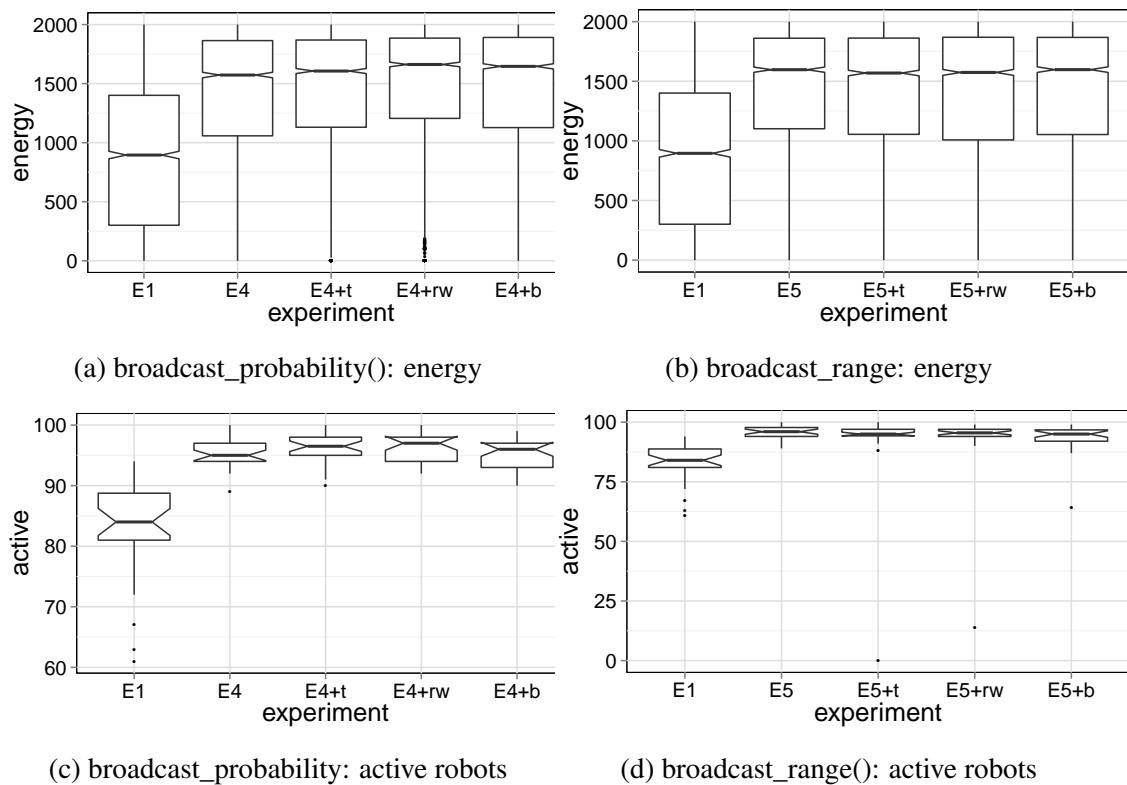 2000
1500
1000
500
0
energy
E1 E4 E4+t E4+rw E4+b
experiment
(a) broadcast_probability(): energy
2000
1500
1000
500
0
energy
E1 E5 E5+t E5+rw E5+b
experiment
(b) broadcast_range: energy
100
90
80
70
60
active
E1 E4 E4+t E4+rw E4+b
experiment
(c) broadcast_probability: active robots
100
75
50
25
0
active
E1 E5 E5+t E5+rw E5+b
experiment
(d) broadcast_range(): active robots